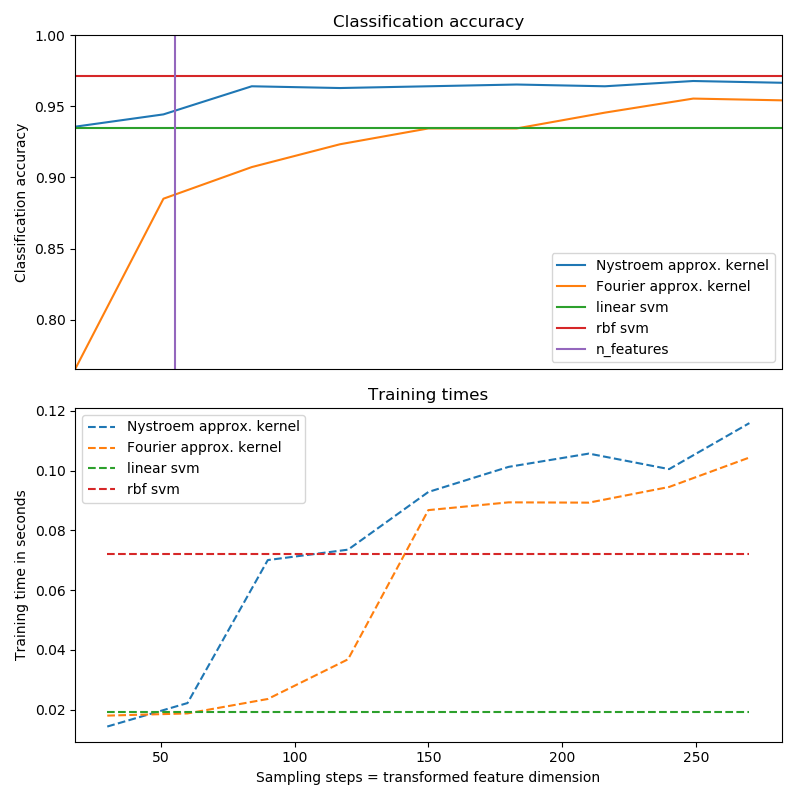 Classification accuracy
1.00
0.95
0.90
0.85
0.80
Classification accuracy
Nystroem approx. kernel
Fourier approx. kernel
linear svm
rbf svm
n_features
Training times
0.12
0.10
0.08
0.06
0.04
0.02
Training time in seconds
Nystroem approx. kernel
Fourier approx. kernel
linear svm
rbf svm
50 100 150 200 250
Sampling steps = transformed feature dimension